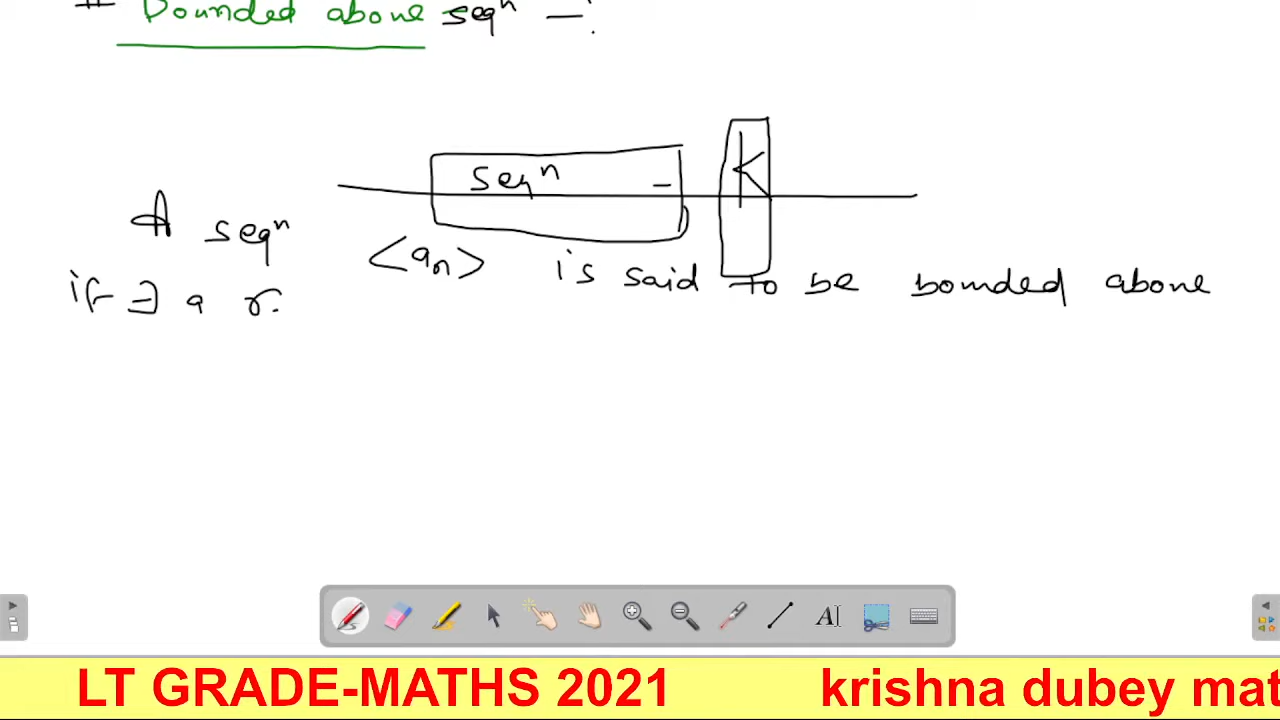 # Bounded above seqⁿ —:
seqⁿ — K
A seqⁿ <aₙ> is said to be bounded above
if ∃ a r.
LT GRADE-MATHS 2021 krishna dubey mat